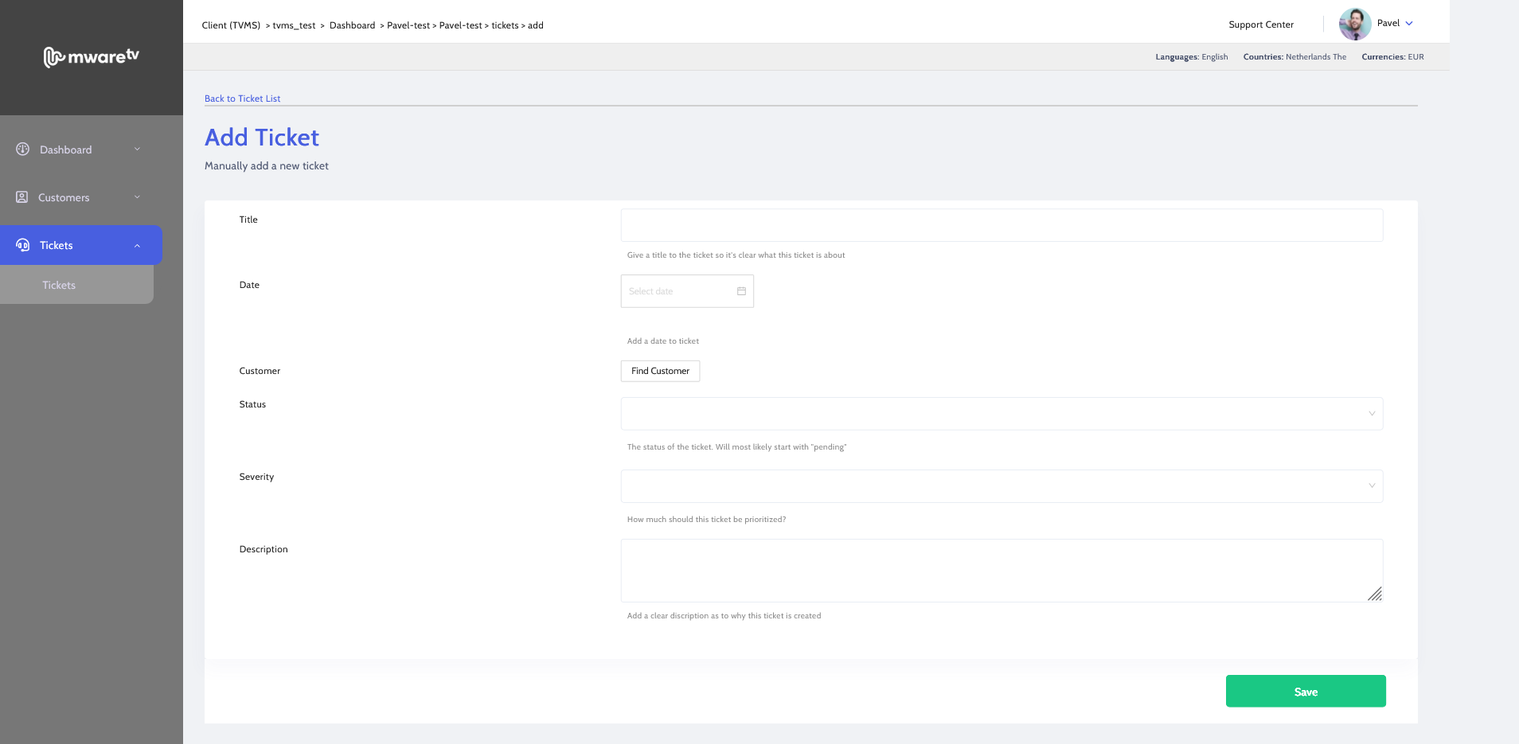 mwaretv
Client (TVMS) > tvms_test > Dashboard > Pavel-test > Pavel-test > tickets > add
Support Center
Pavel
Languages: English Countries: Netherlands The Currencies: EUR
Dashboard
Customers
Tickets
Tickets
Back to Ticket List
Add Ticket
Manually add a new ticket
Title
Give a title to the ticket so it's clear what this ticket is about
Date
Select date
Add a date to ticket
Customer
Find Customer
Status
The status of the ticket. Will most likely start with "pending"
Severity
How much should this ticket be prioritized?
Description
Add a clear discription as to why this ticket is created
Save